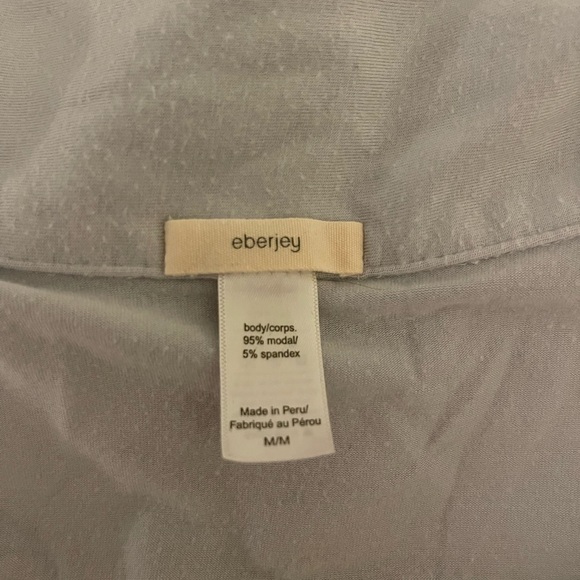 eberjey
body/corps.
95% modal/
5% spandex
Made in Peru/
Fabriqué au Pérou
M/M